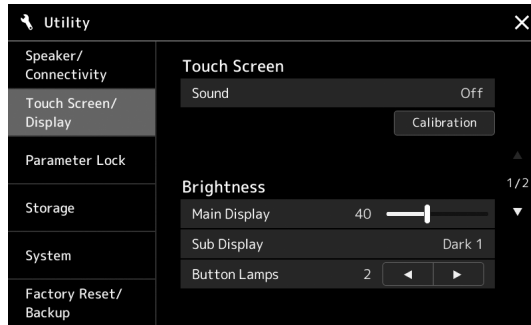 Utility
Speaker/
Connectivity
Touch Screen/
Display
Parameter Lock
Storage
System
Factory Reset/
Backup
Touch Screen
Sound Off
Calibration
Brightness
Main Display 40
Sub Display Dark 1
Button Lamps 2
1/2